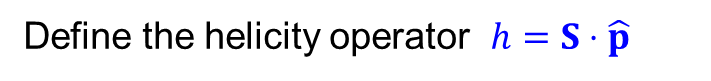 Define the helicity operator h = S · p̂